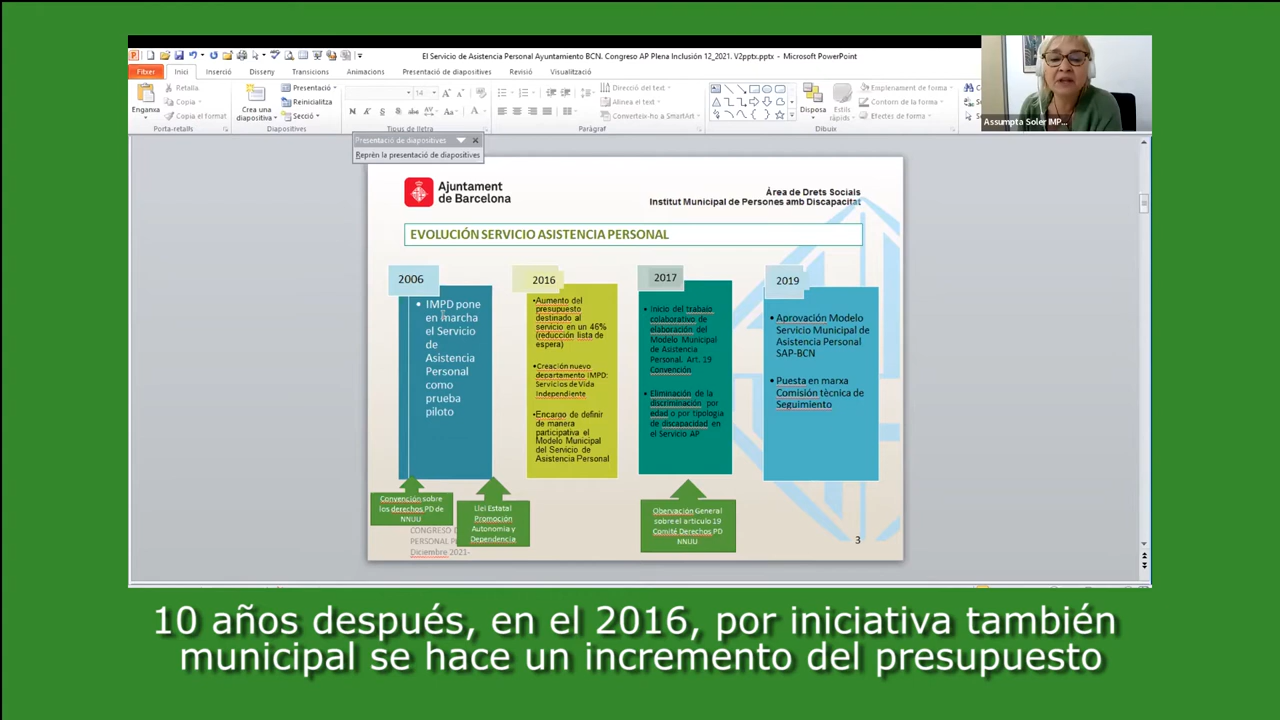 El Servicio de Asistencia Personal Ayuntamiento BCN. Congreso AP Plena Inclusión 12_2021. V2pptx.pptx - Microsoft PowerPoint
Fitxer
Inici
Inserció
Disseny
Transicions
Animacions
Presentació de diapositives
Revisió
Visualització
Enganxa
Retalla
Copia
Copia el format
Porta-retalls
Crea una
diapositiva
Presentació
Reinicialitza
Secció
Diapositives
14
Tipus de lletra
Direcció del text
Alinea el text
Converteix-ho a SmartArt
Paràgraf
Disposa
Estils
ràpids
Emplenament de forma
Contorn de la forma
Efectes de forma
Dibuix
Assumpta Soler IMP...
Presentació de diapositives
Reprèn la presentació de diapositives
Ajuntament
de Barcelona
Àrea de Drets Socials
Institut Municipal de Persones amb Discapacitat
EVOLUCIÓN SERVICIO ASISTENCIA PERSONAL
2006
• IMPD pone
en marcha
el Servicio
de
Asistencia
Personal
como
prueba
piloto
2016
•Aumento del
presupuesto
destinado al
servicio en un 46%
(reducción lista de
espera)
•Creación nuevo
departamento IMPD:
Servicios de Vida
Independiente
•Encargo de definir
de manera
participativa el
Modelo Municipal
del Servicio de
Asistencia Personal
2017
• Inicio del trabajo
colaborativo de
elaboración del
Modelo Municipal
de Asistencia
Personal. Art. 19
Convención
• Eliminación de la
discriminación por
edad o por tipologia
de discapacidad en
el Servicio AP
2019
• Aprovación Modelo
Servicio Municipal de
Asistencia Personal
SAP-BCN
• Puesta en marxa
Comisión tècnica de
Seguimiento
Convención sobre
los derechos PD de
NNUU
Llei Estatal
Promoción
Autonomia y
Dependencia
Obervación General
sobre el articulo 19
Comité Derechos PD
NNUU
CONGRESO
PERSONAL
Diciembre 2021-
3
10 años después, en el 2016, por iniciativa también
municipal se hace un incremento del presupuesto